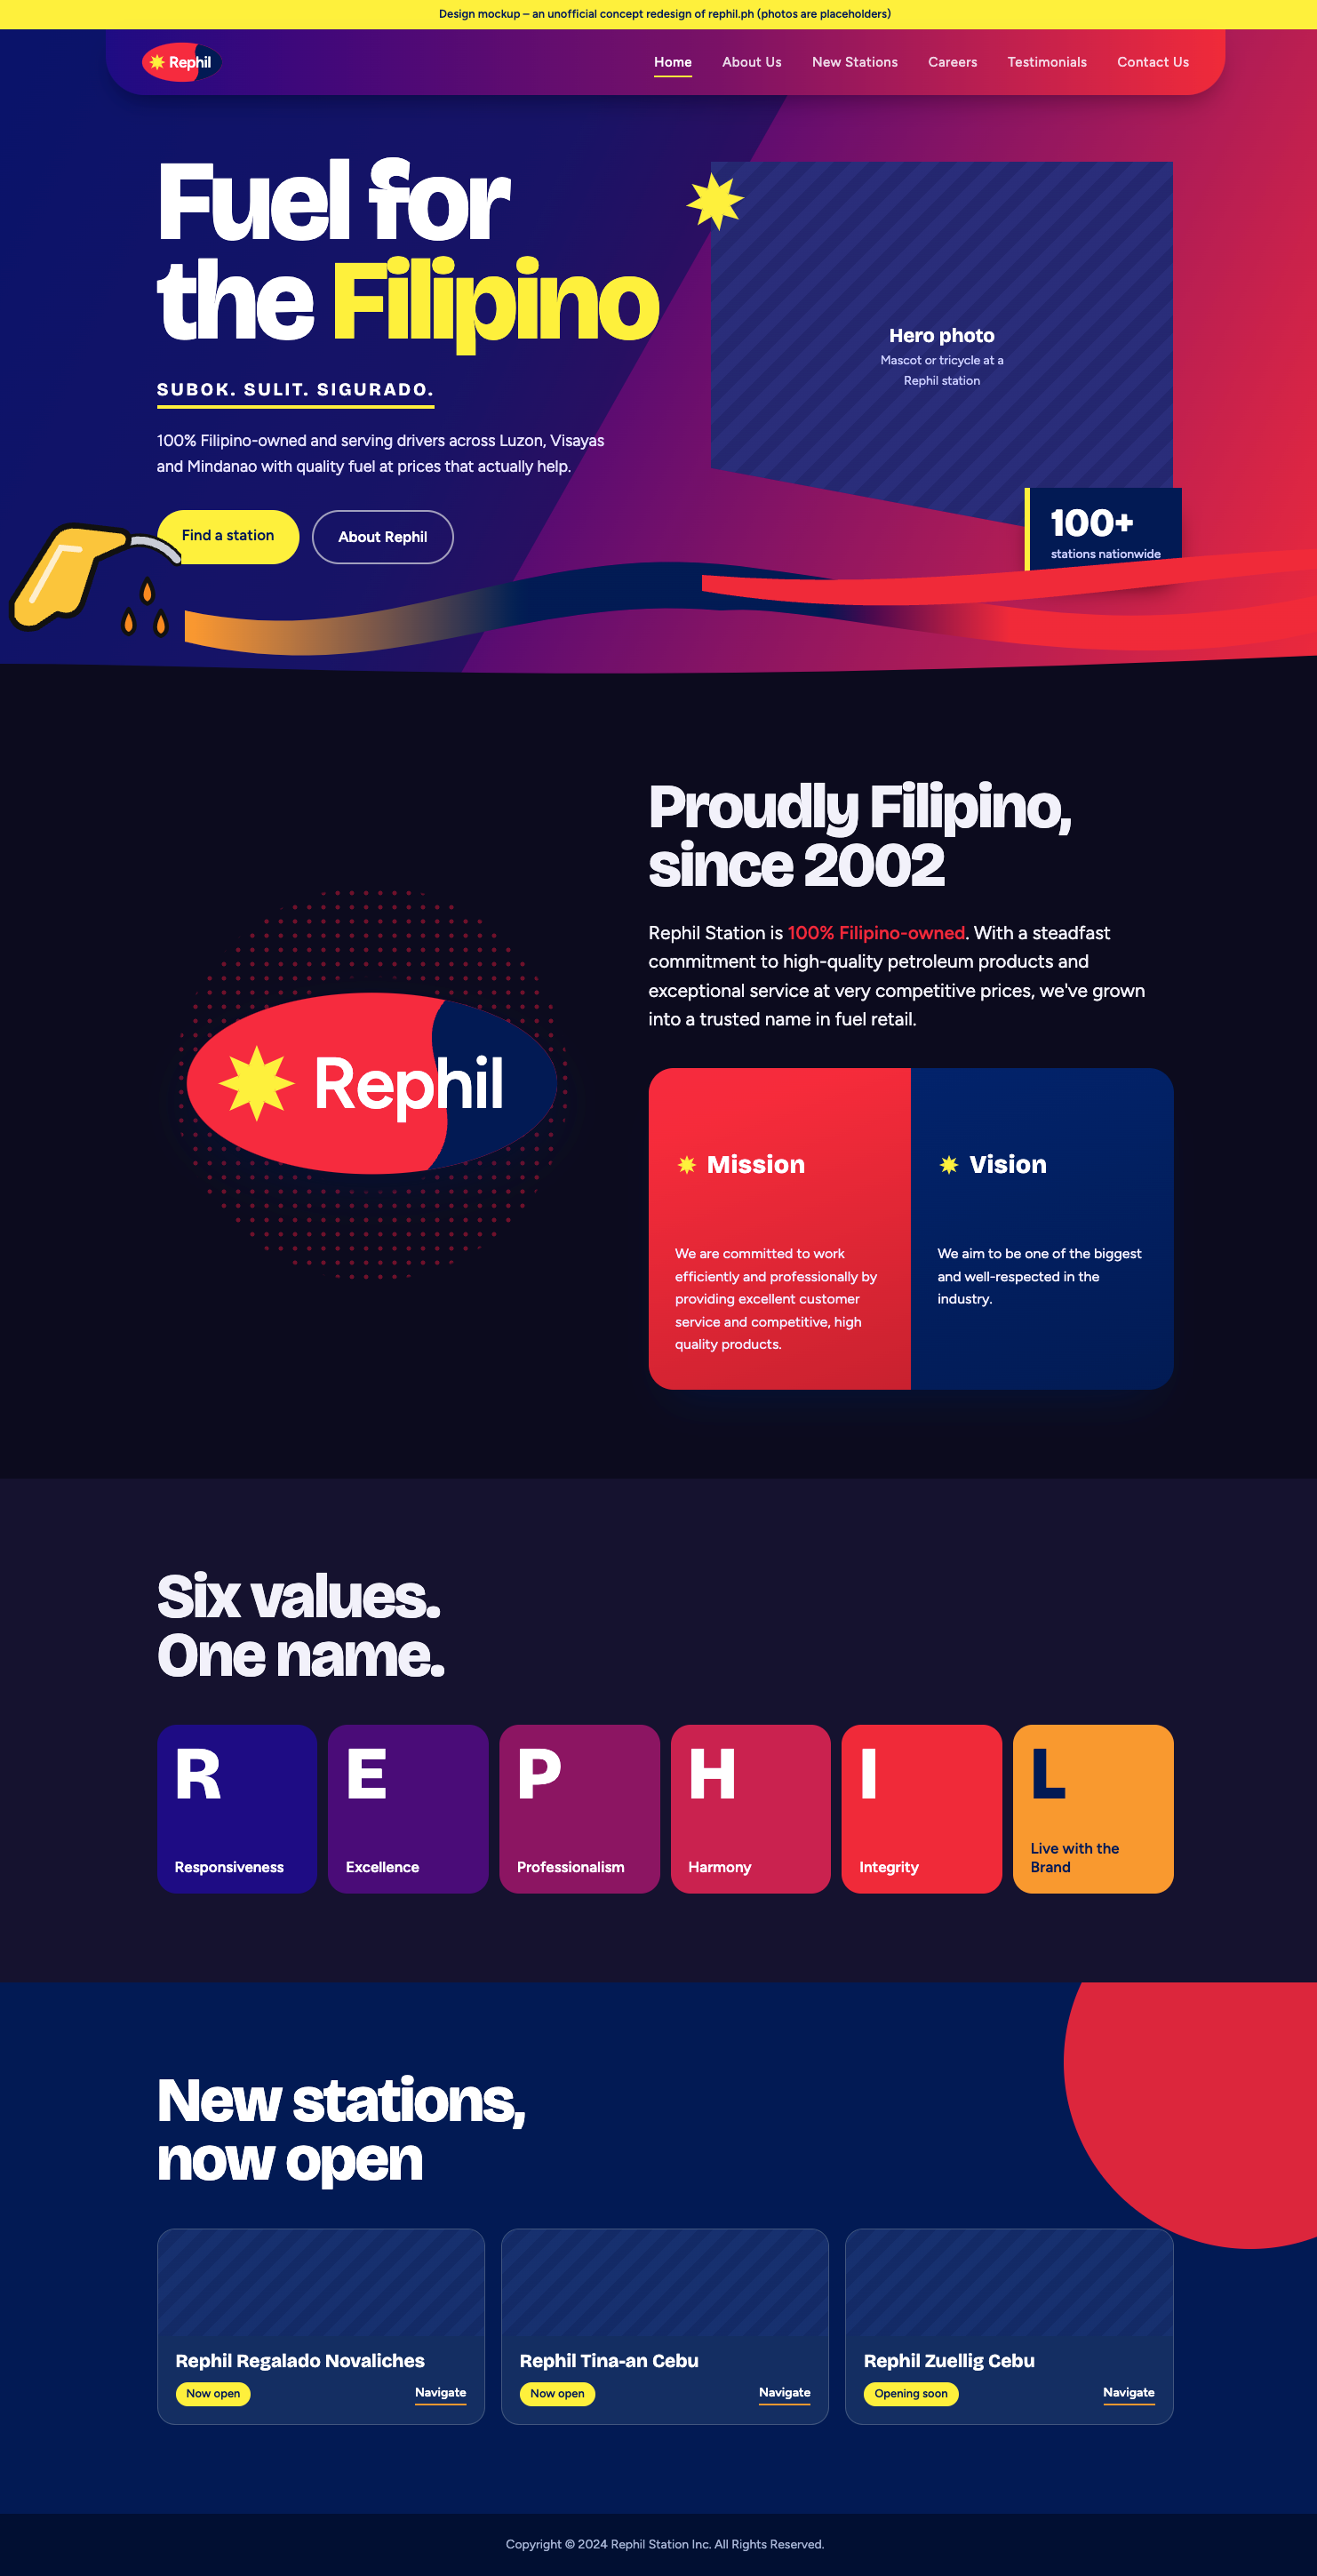 Design mockup – an unofficial concept redesign of rephil.ph (photos are placeholders)
Rephil
Home
About Us
New Stations
Careers
Testimonials
Contact Us
Fuel for
the Filipino
SUBOK. SULIT. SIGURADO.
100% Filipino-owned and serving drivers across Luzon, Visayas
and Mindanao with quality fuel at prices that actually help.
Find a station
About Rephil
Hero photo
Mascot or tricycle at a
Rephil station
100+
stations nationwide
Rephil
Proudly Filipino,
since 2002
Rephil Station is 100% Filipino-owned. With a steadfast
commitment to high-quality petroleum products and
exceptional service at very competitive prices, we've grown
into a trusted name in fuel retail.
Mission
We are committed to work
efficiently and professionally by
providing excellent customer
service and competitive, high
quality products.
Vision
We aim to be one of the biggest
and well-respected in the
industry.
Six values.
One name.
R
Responsiveness
E
Excellence
P
Professionalism
H
Harmony
I
Integrity
L
Live with the
Brand
New stations,
now open
Rephil Regalado Novaliches
Now open
Navigate
Rephil Tina-an Cebu
Now open
Navigate
Rephil Zuellig Cebu
Opening soon
Navigate
Copyright © 2024 Rephil Station Inc. All Rights Reserved.